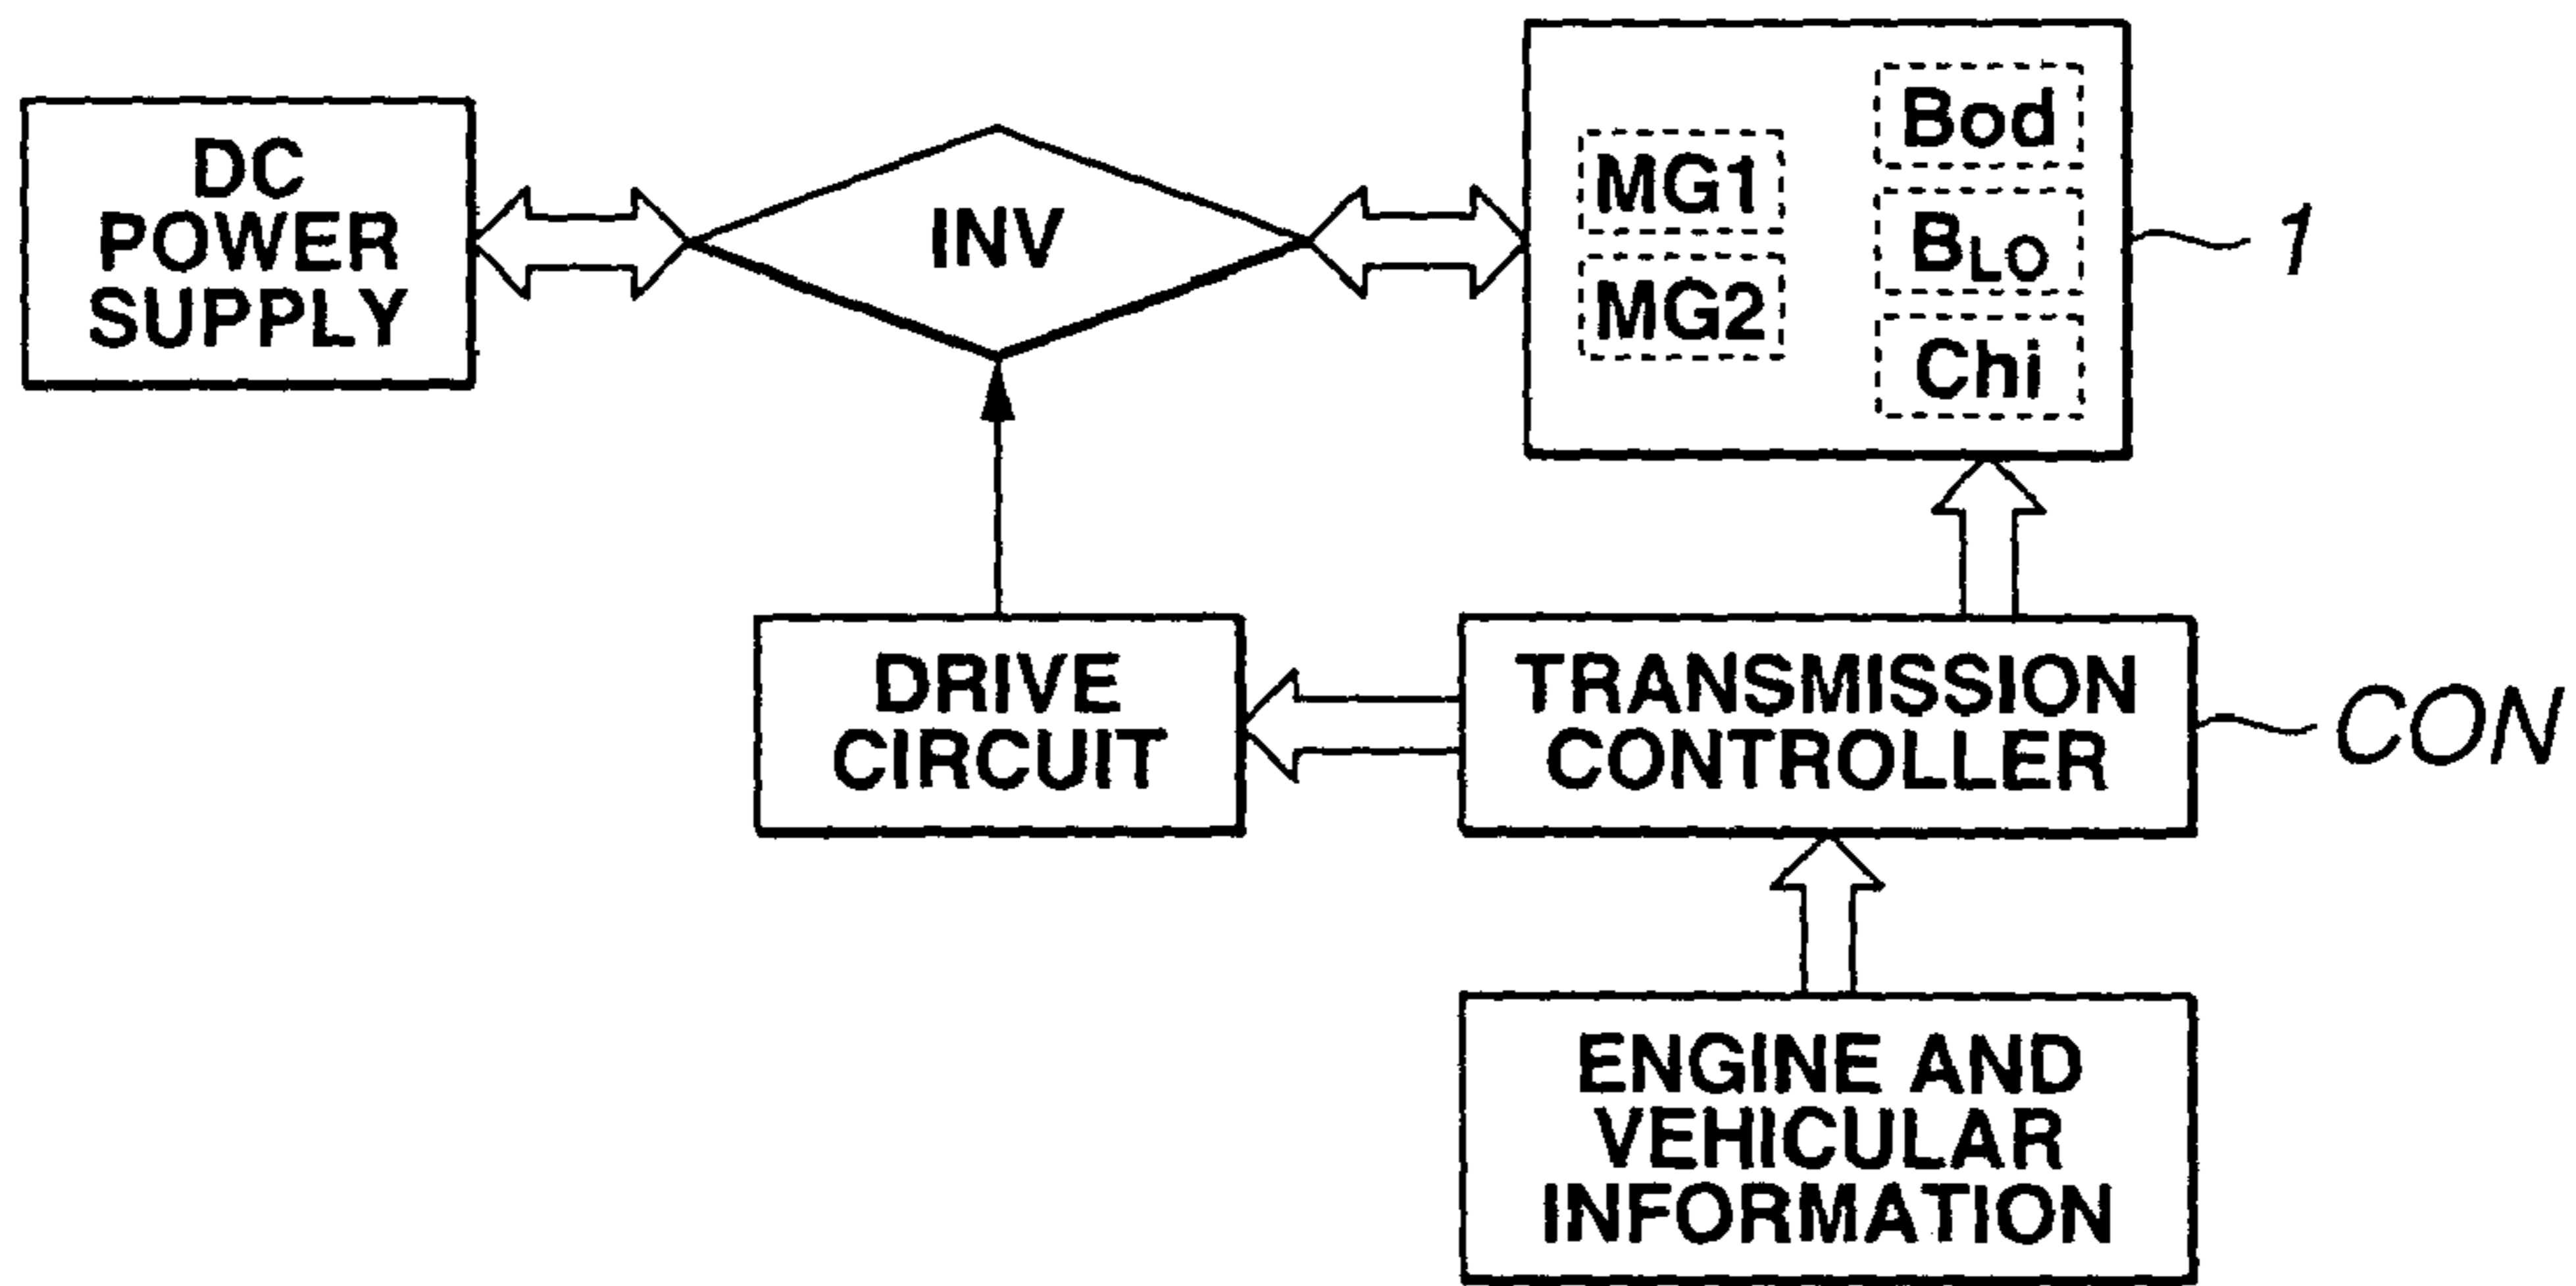 DC
POWER
SUPPLY
INV
MG1
MG2
Bod
BLO
Chi
1
DRIVE
CIRCUIT
TRANSMISSION
CONTROLLER
CON
ENGINE AND
VEHICULAR
INFORMATION